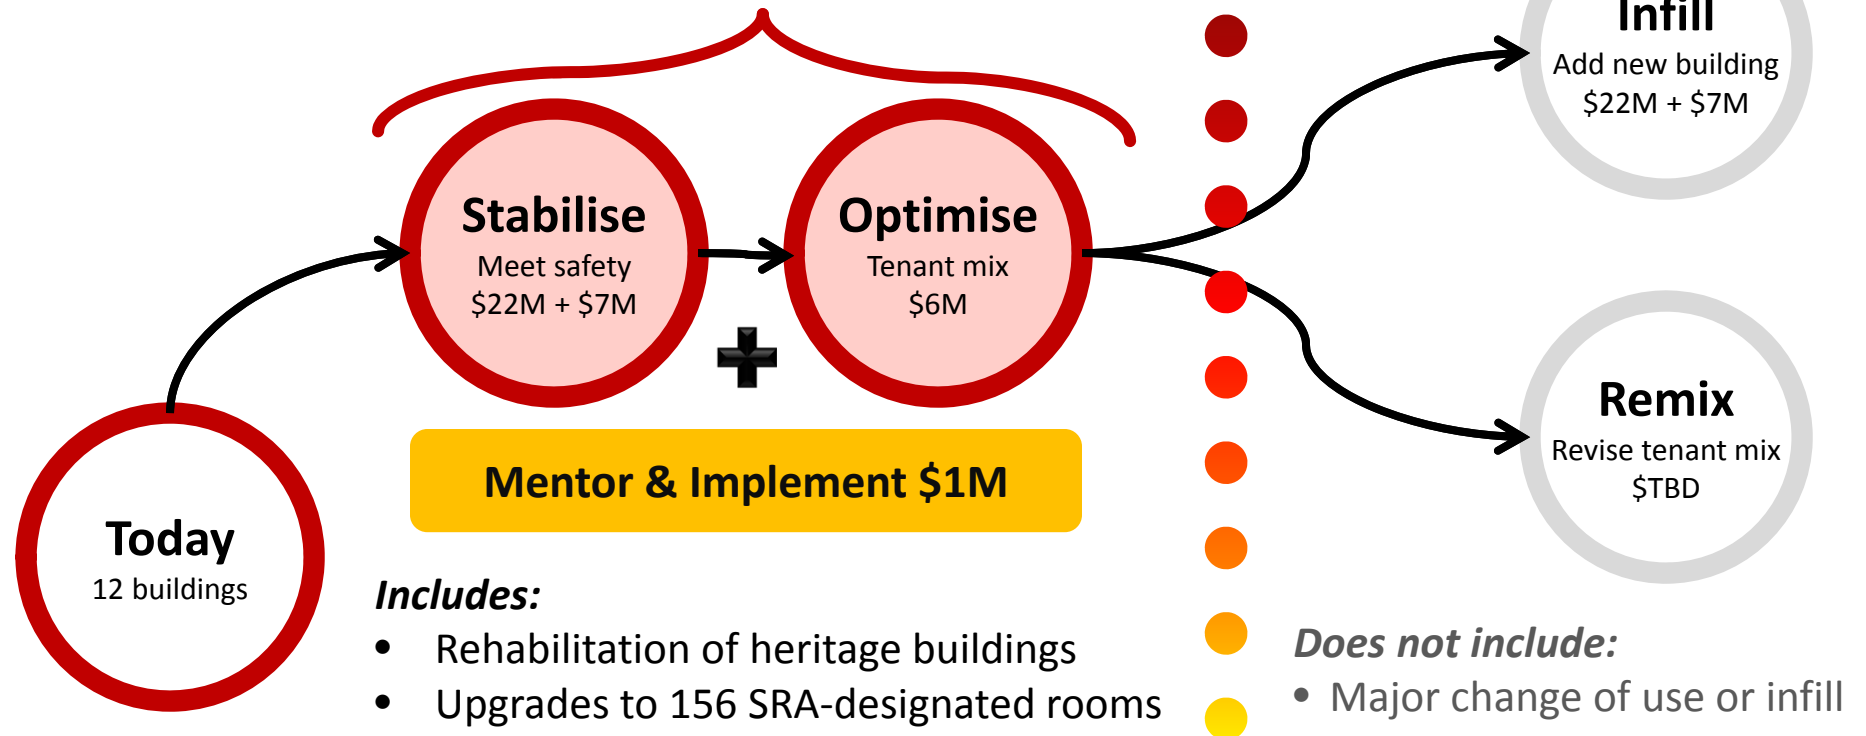 Infill
Add new building
$22M + $7M
Stabilise
Meet safety
$22M + $7M
Optimise
Tenant mix
$6M
Mentor & Implement $1M
Today
12 buildings
Remix
Revise tenant mix
$TBD
Includes:
• Rehabilitation of heritage buildings
• Upgrades to 156 SRA-designated rooms
Does not include:
• Major change of use or infill